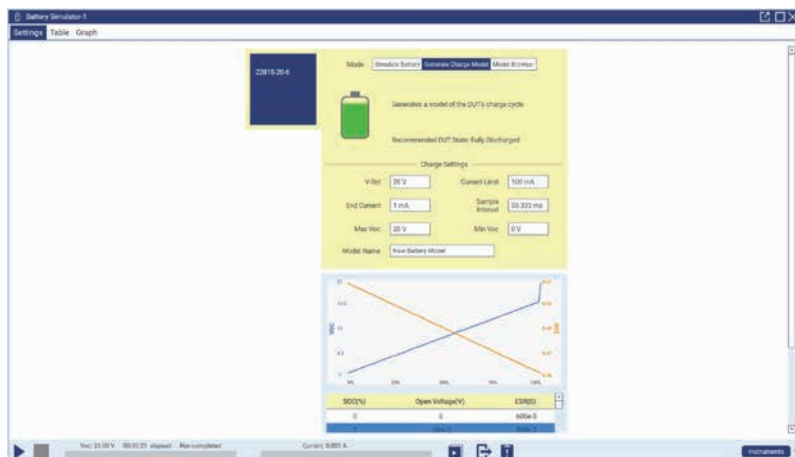 Battery Simulator-1
Settings Table Graph
2281S-20-6
Mode Simulate Battery Generate Charge Model Model Browser
Generates a model of the DUT's charge cycle
Recommended DUT State: Fully Discharged
Charge Settings
V-Set 20 V Current Limit 100 mA
End Current 1 mA Sample Interval 33.333 ms
Max Voc 20 V Min Voc 0 V
Model Name New Battery Model
VOC
ESR
0% 25% 50% 75% 100%
SOC(%) Open Voltage(V) ESR(Ω)
0 0 600e-3
Voc: 20.00 V 00:00:21 elapsed Run completed Current: 0.001 A
Instruments